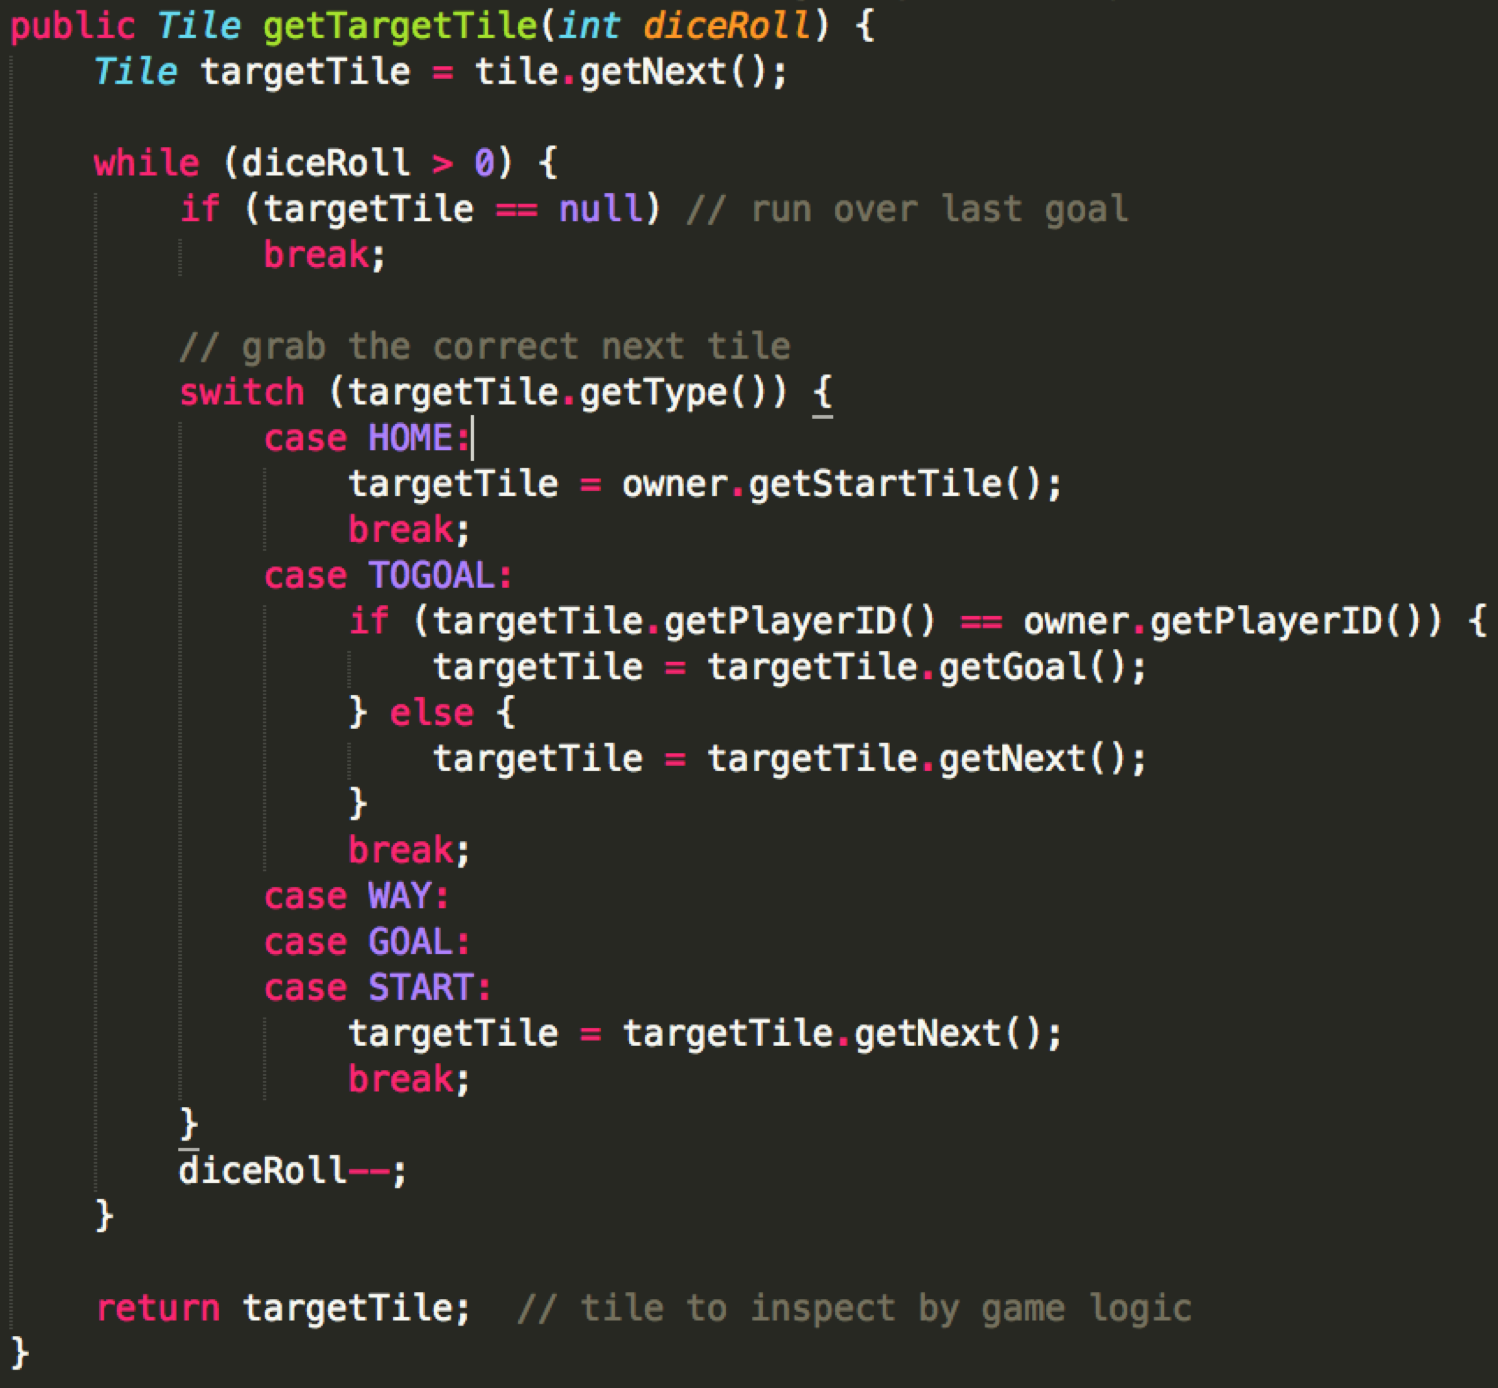 public Tile getTargetTile(int diceRoll) {
    Tile targetTile = tile.getNext();

    while (diceRoll > 0) {
        if (targetTile == null) // run over last goal
            break;

        // grab the correct next tile
        switch (targetTile.getType()) {
            case HOME:
                targetTile = owner.getStartTile();
                break;
            case TOGOAL:
                if (targetTile.getPlayerID() == owner.getPlayerID()) {
                    targetTile = targetTile.getGoal();
                } else {
                    targetTile = targetTile.getNext();
                }
                break;
            case WAY:
            case GOAL:
            case START:
                targetTile = targetTile.getNext();
                break;
        }
        diceRoll--;
    }

    return targetTile;  // tile to inspect by game logic
}